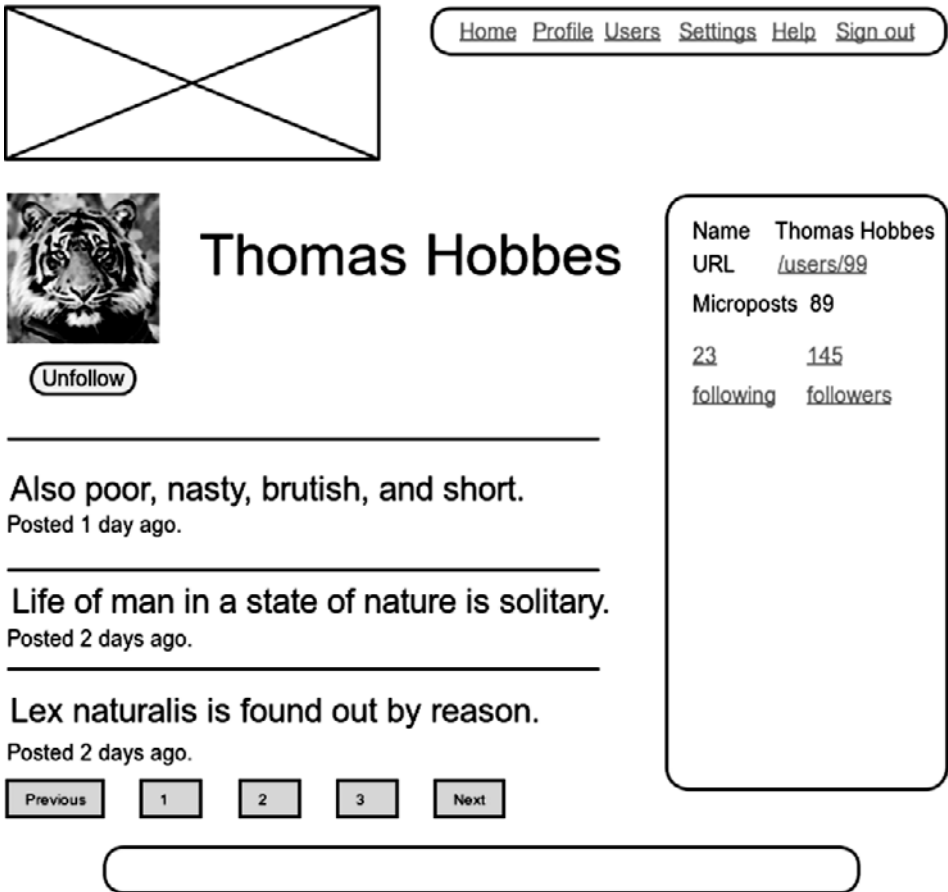 Home Profile Users Settings Help Sign out
Thomas Hobbes
Unfollow
Also poor, nasty, brutish, and short.
Posted 1 day ago.
Life of man in a state of nature is solitary.
Posted 2 days ago.
Lex naturalis is found out by reason.
Posted 2 days ago.
Previous 1 2 3 Next
Name Thomas Hobbes
URL /users/99
Microposts 89
23 145
following followers